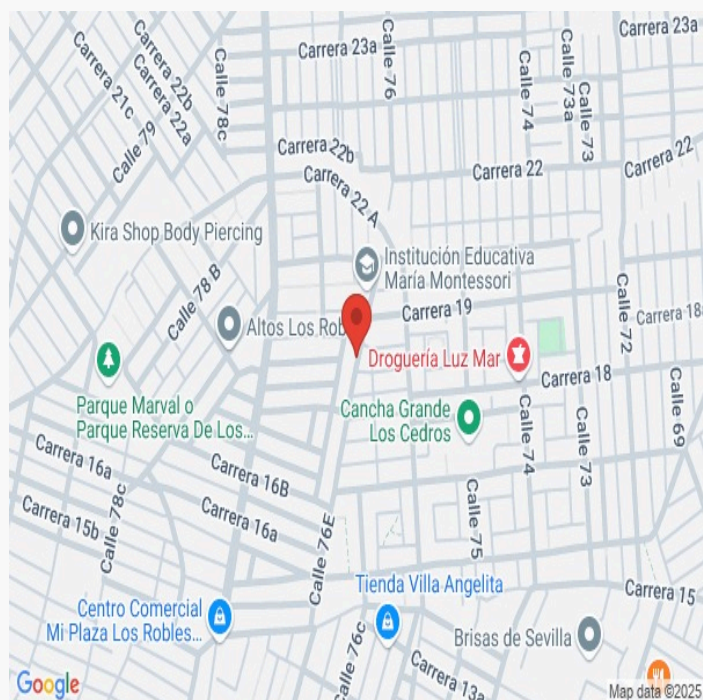 Carrera 23a
Carrera 23a
Carrera 22b
Carrera 22a
Carrera 21c
Calle 78c
Calle 76
Calle 74
Calle 73a
Calle 73
Calle 79
Carrera 22b
Carrera 22 A
Carrera 22
Carrera 22
Kira Shop Body Piercing
Institución Educativa
María Montessori
Calle 78 B
Carrera 19
Calle 72
Carrera 18a
Altos Los Rob
Droguería Luz Mar
Carrera 18
Calle 69
Parque Marval o
Parque Reserva De Los...
Cancha Grande
Los Cedros
Calle 74
Calle 73
Carrera 16a
Carrera 16B
Carrera 16a
Carrera 15b
Calle 78c
Calle 76E
Calle 75
Centro Comercial
Mi Plaza Los Robles...
Tienda Villa Angelita
Carrera 15
Calle 76c
Brisas de Sevilla
Carrera 13a
Google
Map data ©2025